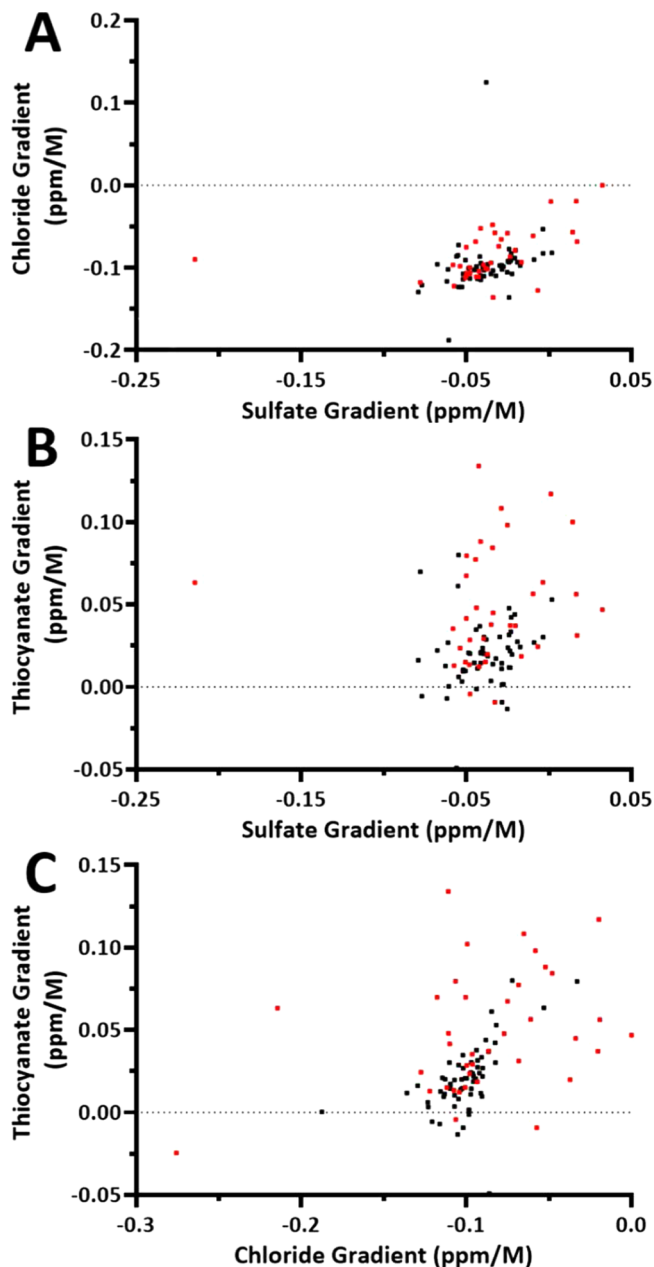 A
0.2
0.1
0.0
-0.1
-0.2
Chloride Gradient
(ppm/M)
-0.25
-0.15
-0.05
0.05
Sulfate Gradient (ppm/M)
B
0.15
0.10
0.05
0.00
-0.05
Thiocyanate Gradient
(ppm/M)
-0.25
-0.15
-0.05
0.05
Sulfate Gradient (ppm/M)
C
0.15
0.10
0.05
0.00
-0.05
Thiocyanate Gradient
(ppm/M)
-0.3
-0.2
-0.1
0.0
Chloride Gradient (ppm/M)